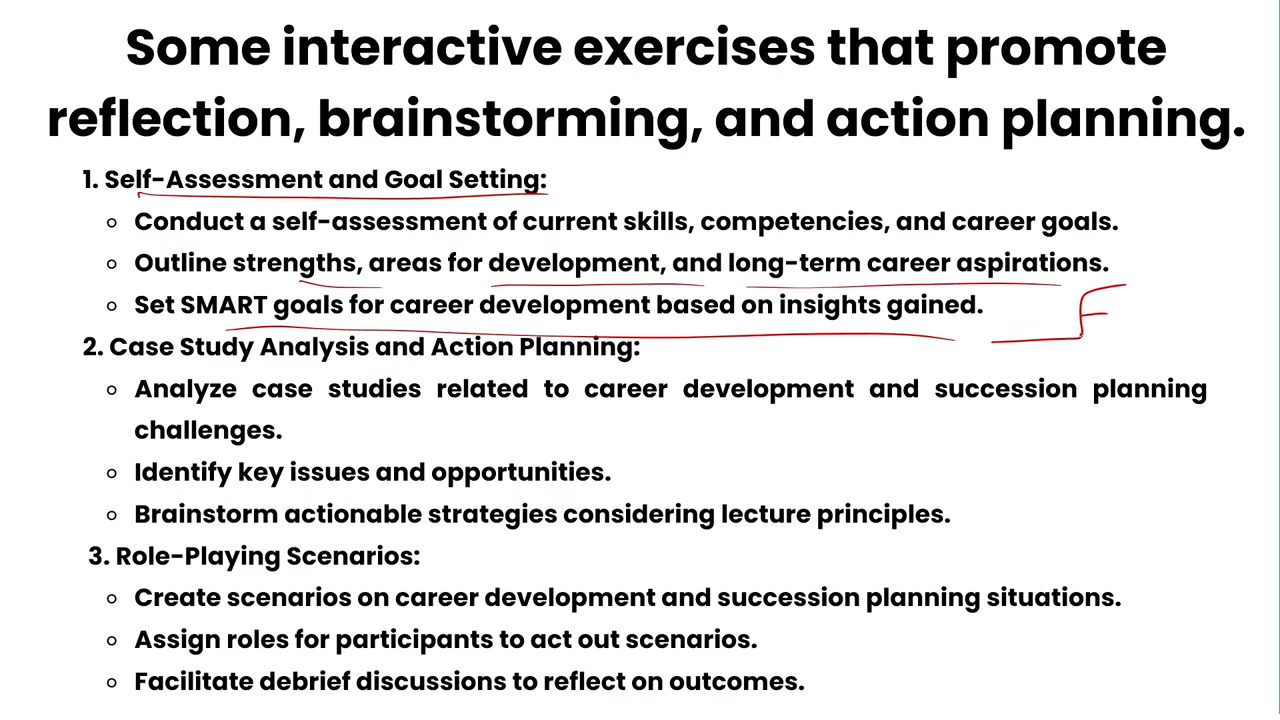 Some interactive exercises that promote
reflection, brainstorming, and action planning.
1. Self-Assessment and Goal Setting:
○ Conduct a self-assessment of current skills, competencies, and career goals.
○ Outline strengths, areas for development, and long-term career aspirations.
○ Set SMART goals for career development based on insights gained.
2. Case Study Analysis and Action Planning:
○ Analyze case studies related to career development and succession planning
challenges.
○ Identify key issues and opportunities.
○ Brainstorm actionable strategies considering lecture principles.
3. Role-Playing Scenarios:
○ Create scenarios on career development and succession planning situations.
○ Assign roles for participants to act out scenarios.
○ Facilitate debrief discussions to reflect on outcomes.